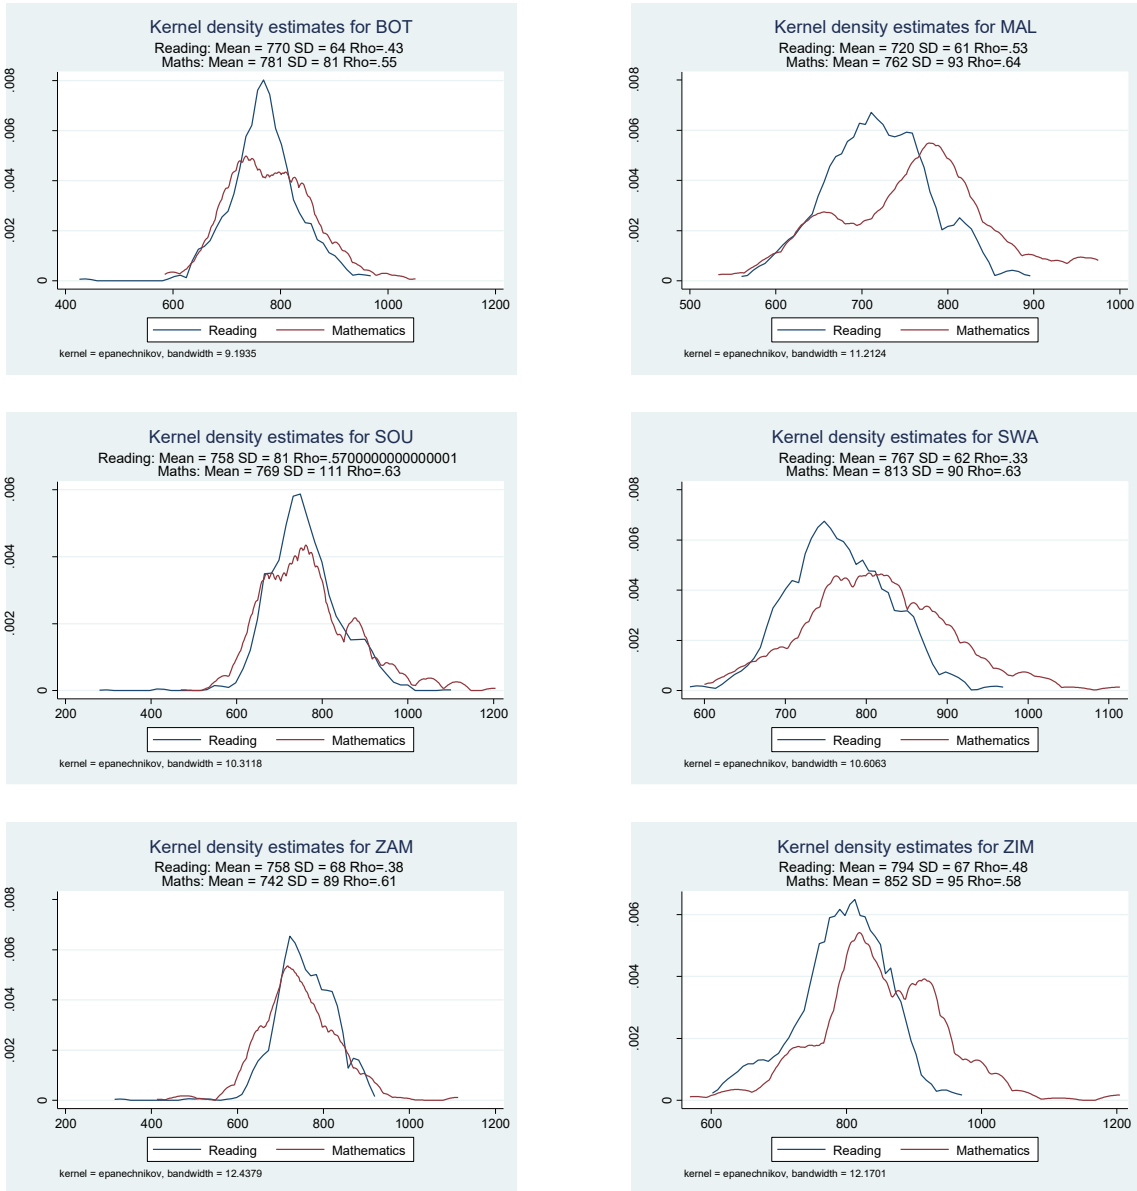 Kernel density estimates for BOT
Reading: Mean = 770 SD = 64 Rho=.43
Maths: Mean = 781 SD = 81 Rho=.55
.008
.006
.004
.002
0
400 600 800 1000 1200
Reading Mathematics
kernel = epanechnikov, bandwidth = 9.1935
Kernel density estimates for MAL
Reading: Mean = 720 SD = 61 Rho=.53
Maths: Mean = 762 SD = 93 Rho=.64
.008
.006
.004
.002
0
500 600 700 800 900 1000
Reading Mathematics
kernel = epanechnikov, bandwidth = 11.2124
Kernel density estimates for SOU
Reading: Mean = 758 SD = 81 Rho=.5700000000000001
Maths: Mean = 769 SD = 111 Rho=.63
.006
.004
.002
0
200 400 600 800 1000 1200
Reading Mathematics
kernel = epanechnikov, bandwidth = 10.3118
Kernel density estimates for SWA
Reading: Mean = 767 SD = 62 Rho=.33
Maths: Mean = 813 SD = 90 Rho=.63
.008
.006
.004
.002
0
600 700 800 900 1000 1100
Reading Mathematics
kernel = epanechnikov, bandwidth = 10.6063
Kernel density estimates for ZAM
Reading: Mean = 758 SD = 68 Rho=.38
Maths: Mean = 742 SD = 89 Rho=.61
.008
.006
.004
.002
0
200 400 600 800 1000 1200
Reading Mathematics
kernel = epanechnikov, bandwidth = 12.4379
Kernel density estimates for ZIM
Reading: Mean = 794 SD = 67 Rho=.48
Maths: Mean = 852 SD = 95 Rho=.58
.006
.004
.002
0
600 800 1000 1200
Reading Mathematics
kernel = epanechnikov, bandwidth = 12.1701